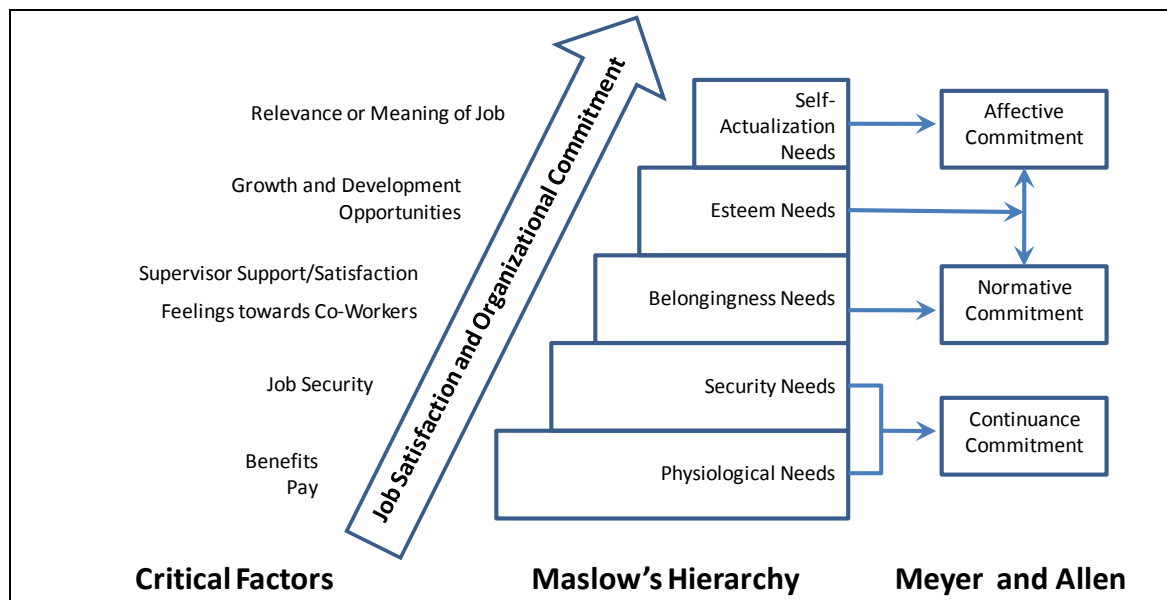 Relevance or Meaning of Job
Growth and Development
Opportunities
Supervisor Support/Satisfaction
Feelings towards Co-Workers
Job Security
Benefits
Pay
Job Satisfaction and Organizational Commitment
Self-
Actualization
Needs
Esteem Needs
Belongingness Needs
Security Needs
Physiological Needs
Affective
Commitment
Normative
Commitment
Continuance
Commitment
Critical Factors
Maslow’s Hierarchy
Meyer and Allen